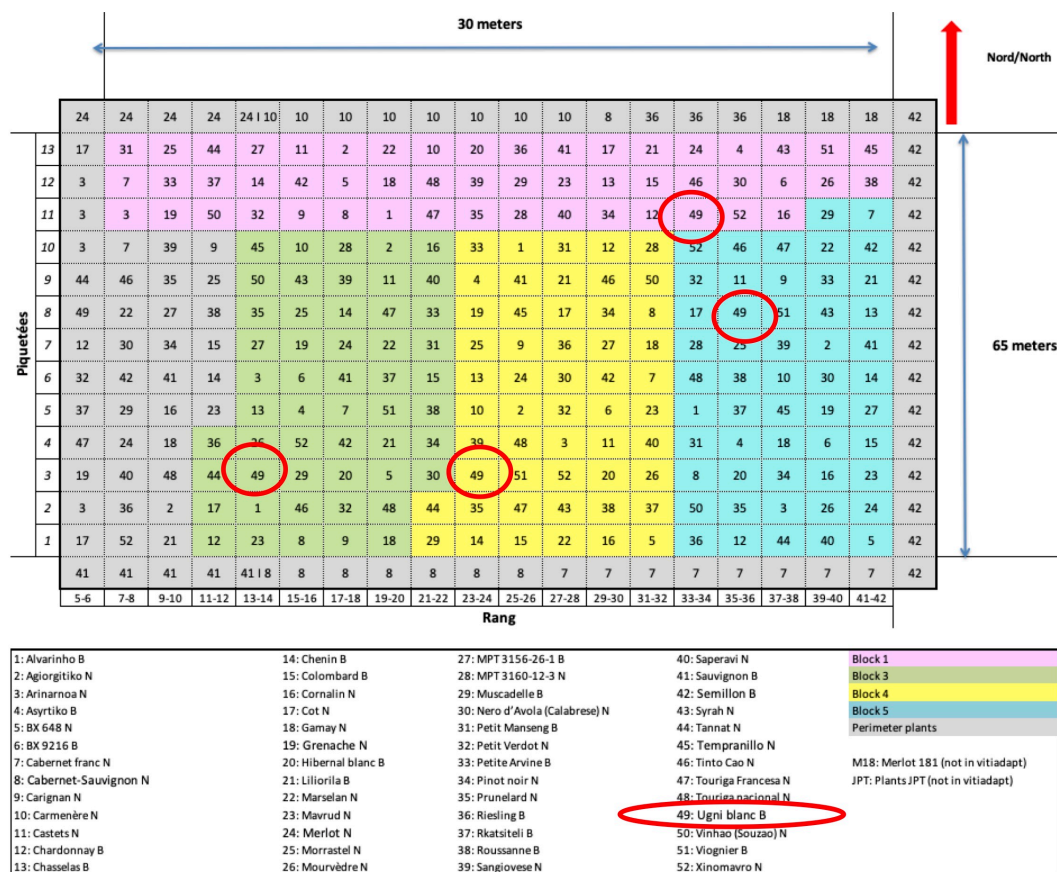 30 meters
Nord/North
24 24 24 24 24 | 10 10 10 10 10 10 10 10 8 36 36 36 18 18 18 42
13 17 31 25 44 27 11 2 22 10 20 36 41 17 21 24 4 43 51 45 42
12 3 7 33 37 14 42 5 18 48 39 29 23 13 15 46 30 6 26 38 42
11 3 3 19 50 32 9 8 1 47 35 28 40 34 12 49 52 16 29 7 42
10 3 7 39 9 45 10 28 2 16 33 1 31 12 28 52 46 47 22 42 42
9 44 46 35 25 50 43 39 11 40 4 41 21 46 50 32 11 9 33 21 42
8 49 22 27 38 35 25 14 47 33 19 45 17 34 8 17 49 51 43 13 42
7 12 30 34 15 27 19 24 22 31 25 9 36 27 18 28 25 39 2 41 42
6 32 42 41 14 3 6 41 37 15 13 24 30 42 7 48 38 10 30 14 42
5 37 29 16 23 13 4 7 51 38 10 2 32 6 23 1 37 45 19 27 42
4 47 24 18 36 26 52 42 21 34 39 48 3 11 40 31 4 18 6 15 42
3 19 40 48 44 49 29 20 5 30 49 51 52 20 26 8 20 34 16 23 42
2 3 36 2 17 1 46 32 48 44 35 47 43 38 37 50 35 3 26 24 42
1 17 52 21 12 23 8 9 18 29 14 15 22 16 5 36 12 44 40 5 42
41 41 41 41 41 | 8 8 8 8 8 8 8 7 7 7 7 7 7 7 7 42
5-6 7-8 9-10 11-12 13-14 15-16 17-18 19-20 21-22 23-24 25-26 27-28 29-30 31-32 33-34 35-36 37-38 39-40 41-42
Piquetées
65 meters
Rang
1: Alvarinho B
2: Agiorgitiko N
3: Arinarnoa N
4: Asyrtiko B
5: BX 648 N
6: BX 9216 B
7: Cabernet franc N
8: Cabernet-Sauvignon N
9: Carignan N
10: Carmenère N
11: Castets N
12: Chardonnay B
13: Chasselas B
14: Chenin B
15: Colombard B
16: Cornalin N
17: Cot N
18: Gamay N
19: Grenache N
20: Hibernal blanc B
21: Liliorila B
22: Marselan N
23: Mavrud N
24: Merlot N
25: Morrastel N
26: Mourvèdre N
27: MPT 3156-26-1 B
28: MPT 3160-12-3 N
29: Muscadelle B
30: Nero d'Avola (Calabrese) N
31: Petit Manseng B
32: Petit Verdot N
33: Petite Arvine B
34: Pinot noir N
35: Prunelard N
36: Riesling B
37: Rkatsiteli B
38: Roussanne B
39: Sangiovese N
40: Saperavi N
41: Sauvignon B
42: Semillon B
43: Syrah N
44: Tannat N
45: Tempranillo N
46: Tinto Cao N
47: Touriga Francesa N
48: Touriga nacional N
49: Ugni blanc B
50: Vinhao (Souzao) N
51: Viognier B
52: Xinomavro N
Block 1
Block 3
Block 4
Block 5
Perimeter plants
M18: Merlot 181 (not in vitiadapt)
JPT: Plants JPT (not in vitiadapt)